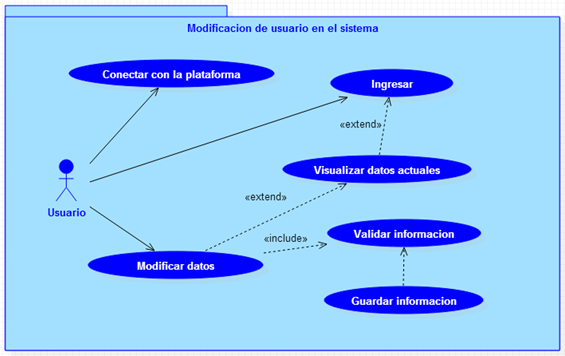 Modificacion de usuario en el sistema
Conectar con la plataforma
Ingresar
«extend»
Visualizar datos actuales
Usuario
«extend»
Validar informacion
«include»
Modificar datos
Guardar informacion